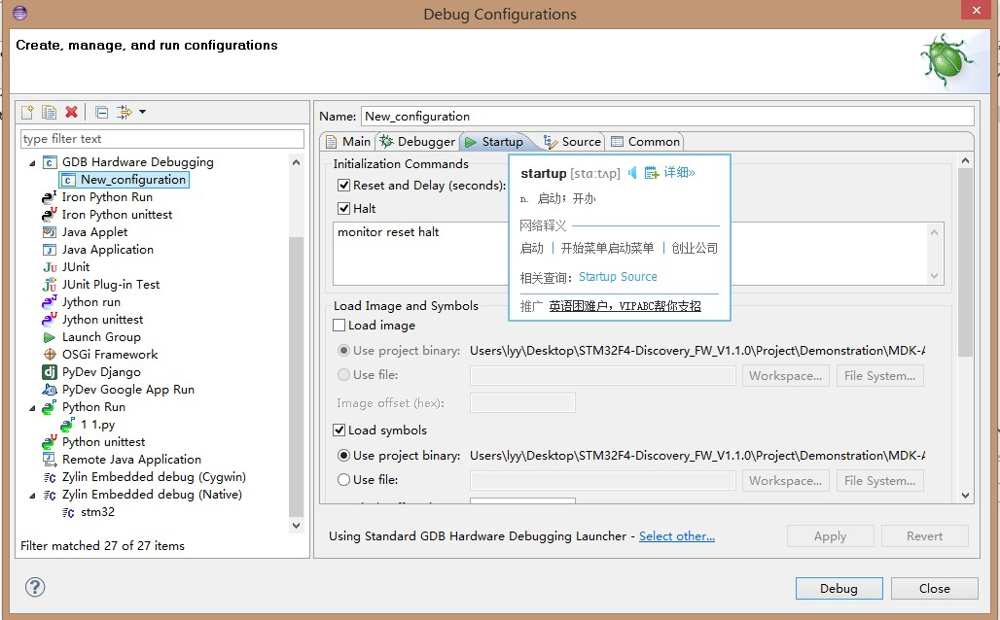 Debug Configurations
Create, manage, and run configurations
type filter text
GDB Hardware Debugging
New_configuration
Iron Python Run
Iron Python unittest
Java Applet
Java Application
JUnit
JUnit Plug-in Test
Jython run
Jython unittest
Launch Group
OSGi Framework
PyDev Django
PyDev Google App Run
Python Run
1 1.py
Python unittest
Remote Java Application
Zylin Embedded debug (Cygwin)
Zylin Embedded debug (Native)
stm32
Filter matched 27 of 27 items
Name: New_configuration
Main Debugger Startup Source Common
Initialization Commands
Reset and Delay (seconds):
Halt
monitor reset halt
startup [stɑːtʌp] 详细»
n. 启动；开办
网络释义
启动 | 开始菜单启动菜单 | 创业公司
相关查询: Startup Source
推广 英语困难户，VIPABC帮你支招
Load Image and Symbols
Load image
Use project binary: Users\lyy\Desktop\STM32F4-Discovery_FW_V1.1.0\Project\Demonstration\MDK-A
Use file: Workspace... File System...
Image offset (hex):
Load symbols
Use project binary: Users\lyy\Desktop\STM32F4-Discovery_FW_V1.1.0\Project\Demonstration\MDK-A
Use file: Workspace... File System...
Using Standard GDB Hardware Debugging Launcher - Select other...
Apply Revert
Debug Close